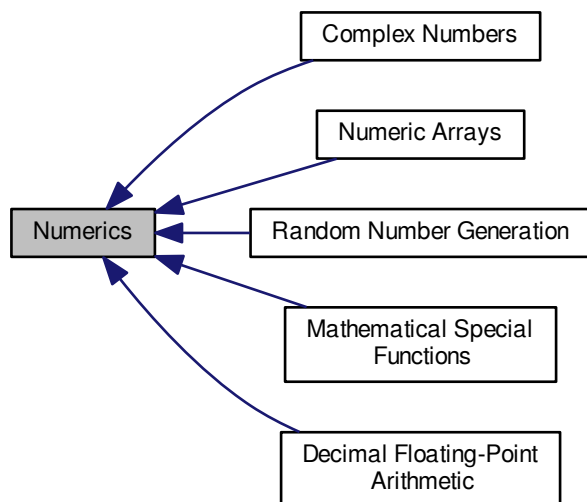 Complex Numbers
Numeric Arrays
Numerics
Random Number Generation
Mathematical Special
Functions
Decimal Floating-Point
Arithmetic